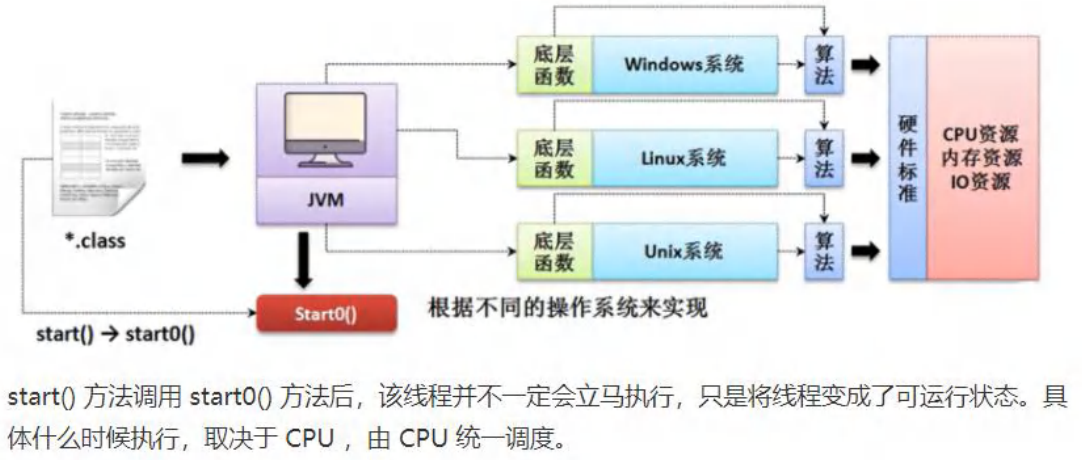 底层
函数
Windows系统
算
法
底层
函数
Linux系统
算
法
底层
函数
Unix系统
算
法
硬
件
标
准
CPU资源
内存资源
IO资源
JVM
*.class
Start0()
根据不同的操作系统来实现
start() → start0()
start() 方法调用 start0() 方法后，该线程并不一定会立马执行，只是将线程变成了可运行状态。具
体什么时候执行，取决于 CPU ，由 CPU 统一调度。